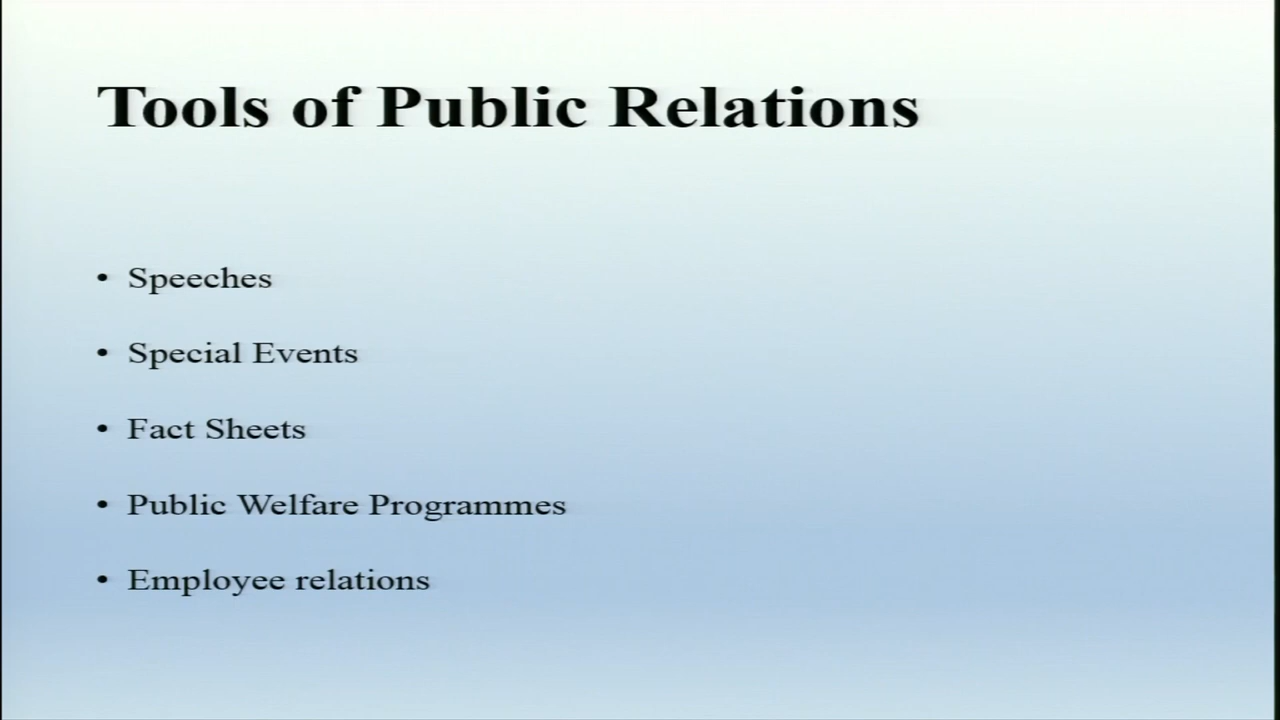 Tools of Public Relations
• Speeches
• Special Events
• Fact Sheets
• Public Welfare Programmes
• Employee relations